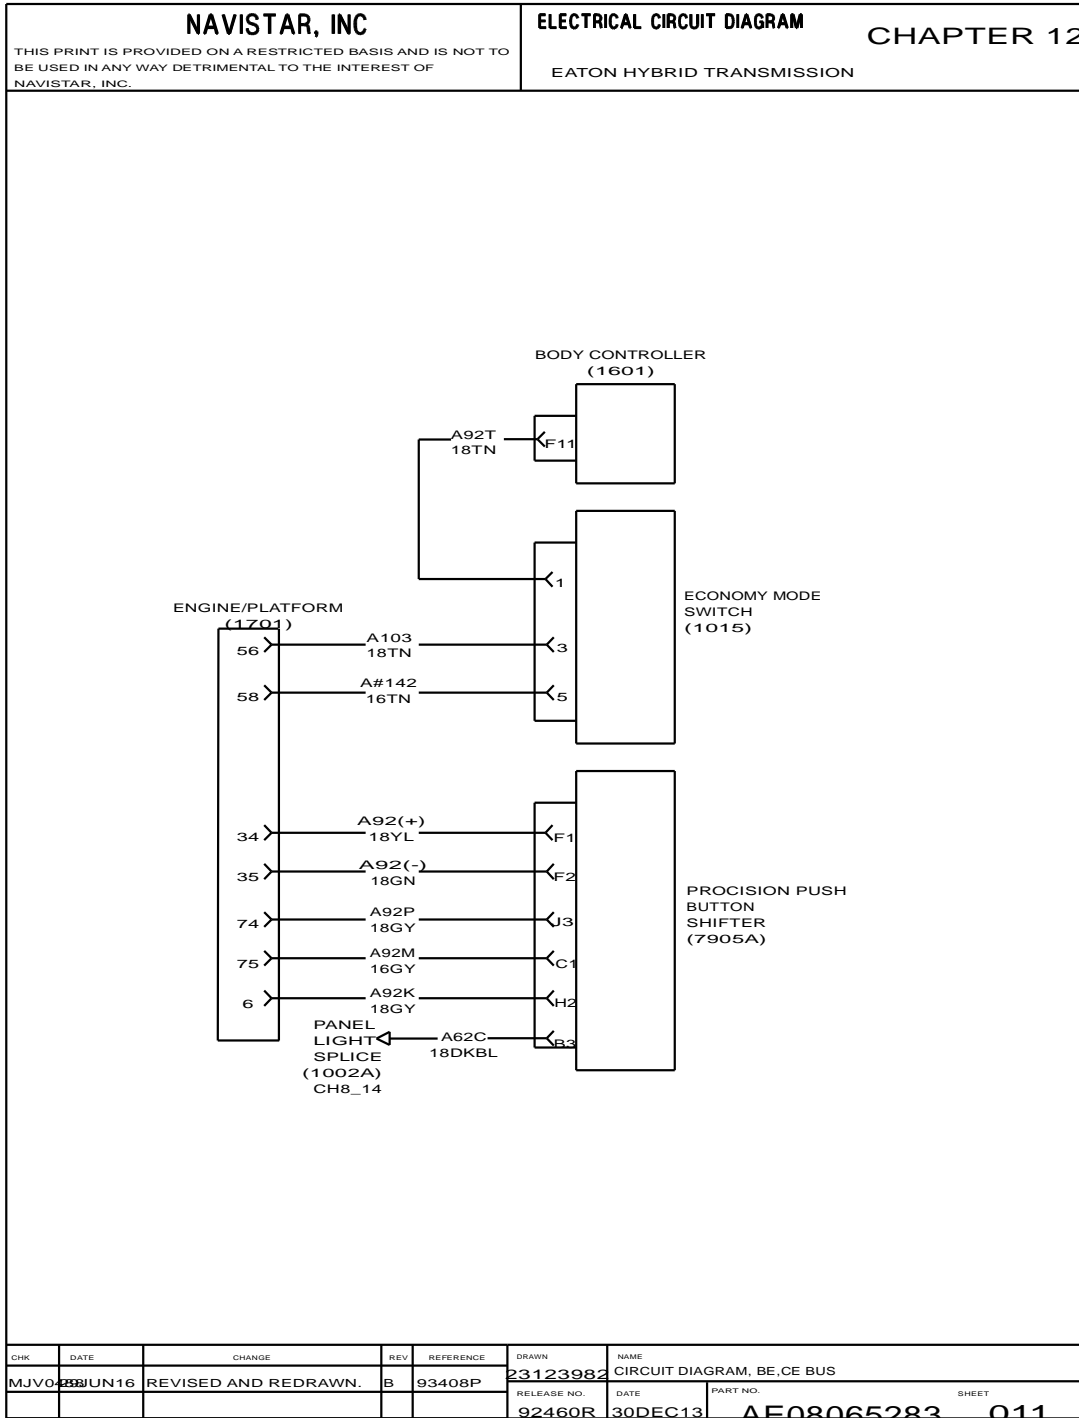 NAVISTAR, INC
THIS PRINT IS PROVIDED ON A RESTRICTED BASIS AND IS NOT TO
BE USED IN ANY WAY DETRIMENTAL TO THE INTEREST OF
NAVISTAR, INC.
ELECTRICAL CIRCUIT DIAGRAM
CHAPTER 12
EATON HYBRID TRANSMISSION
BODY CONTROLLER
(1601)
A92T
18TN
F11
1
ECONOMY MODE
SWITCH
(1015)
ENGINE/PLATFORM
(1701)
56
A103
18TN
3
58
A#142
16TN
5
34
A92(+)
18YL
F1
35
A92(-)
18GN
F2
74
A92P
18GY
J3
75
A92M
16GY
C1
6
A92K
18GY
H2
PROCISION PUSH
BUTTON
SHIFTER
(7905A)
PANEL
LIGHT
SPLICE
(1002A)
CH8_14
A62C
18DKBL
B3
CHK
DATE
CHANGE
REV
REFERENCE
DRAWN
NAME
JUN16
REVISED AND REDRAWN.
B
93408P
23123982
CIRCUIT DIAGRAM, BE,CE BUS
RELEASE NO.
DATE
PART NO.
SHEET
92460R
30DEC13
AE08065283
011